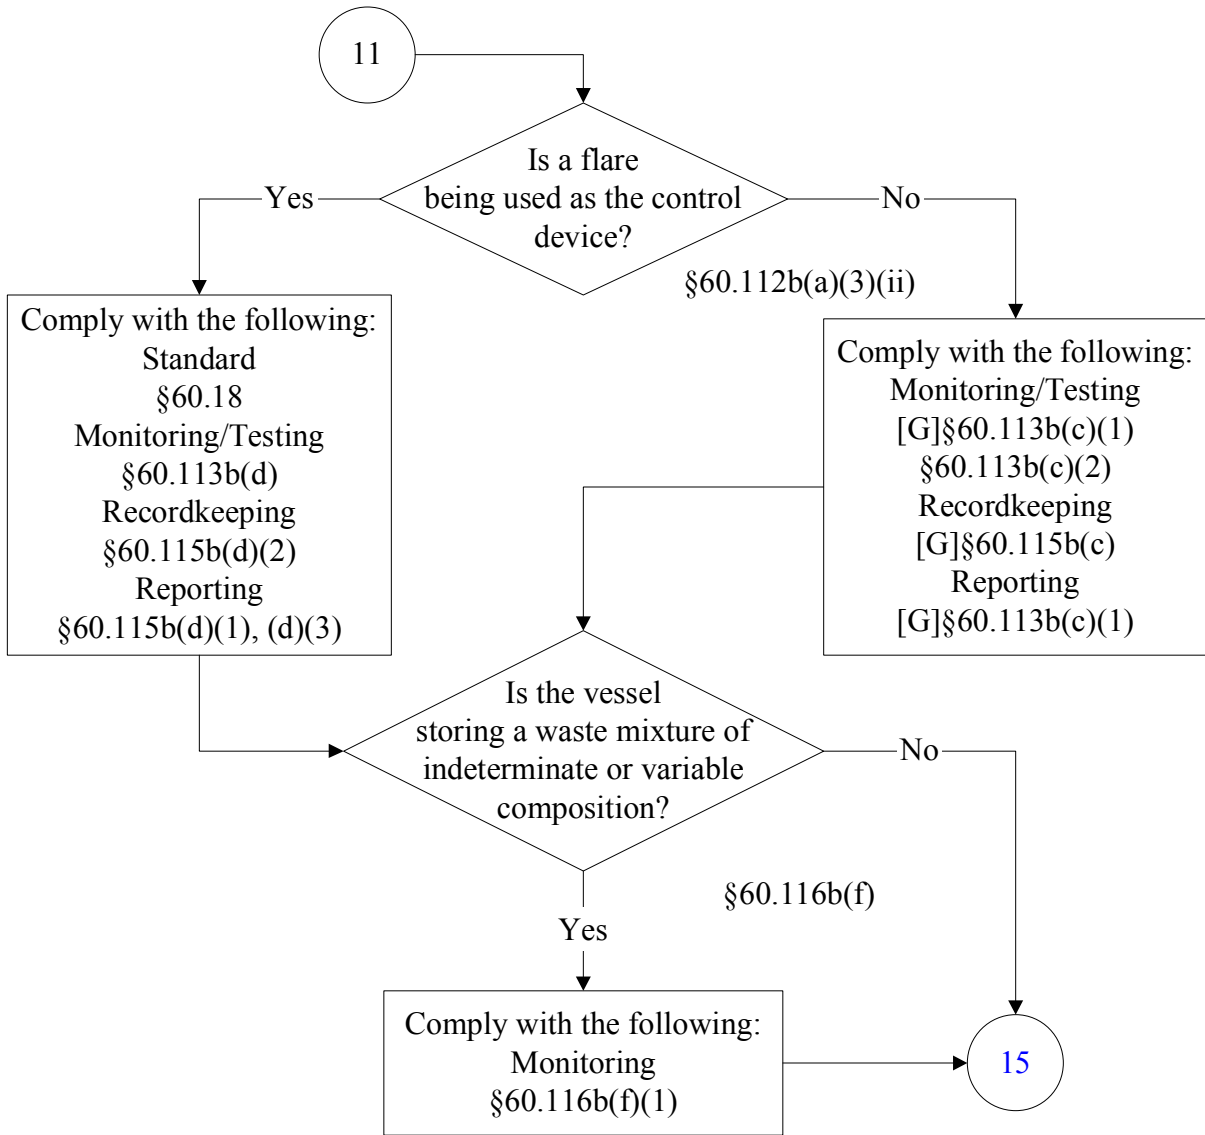 11
Is a flare
being used as the control
device?
Yes
No
§60.112b(a)(3)(ii)
Comply with the following:
Standard
§60.18
Monitoring/Testing
§60.113b(d)
Recordkeeping
§60.115b(d)(2)
Reporting
§60.115b(d)(1), (d)(3)
Comply with the following:
Monitoring/Testing
[G]§60.113b(c)(1)
§60.113b(c)(2)
Recordkeeping
[G]§60.115b(c)
Reporting
[G]§60.113b(c)(1)
Is the vessel
storing a waste mixture of
indeterminate or variable
composition?
No
§60.116b(f)
Yes
Comply with the following:
Monitoring
§60.116b(f)(1)
15